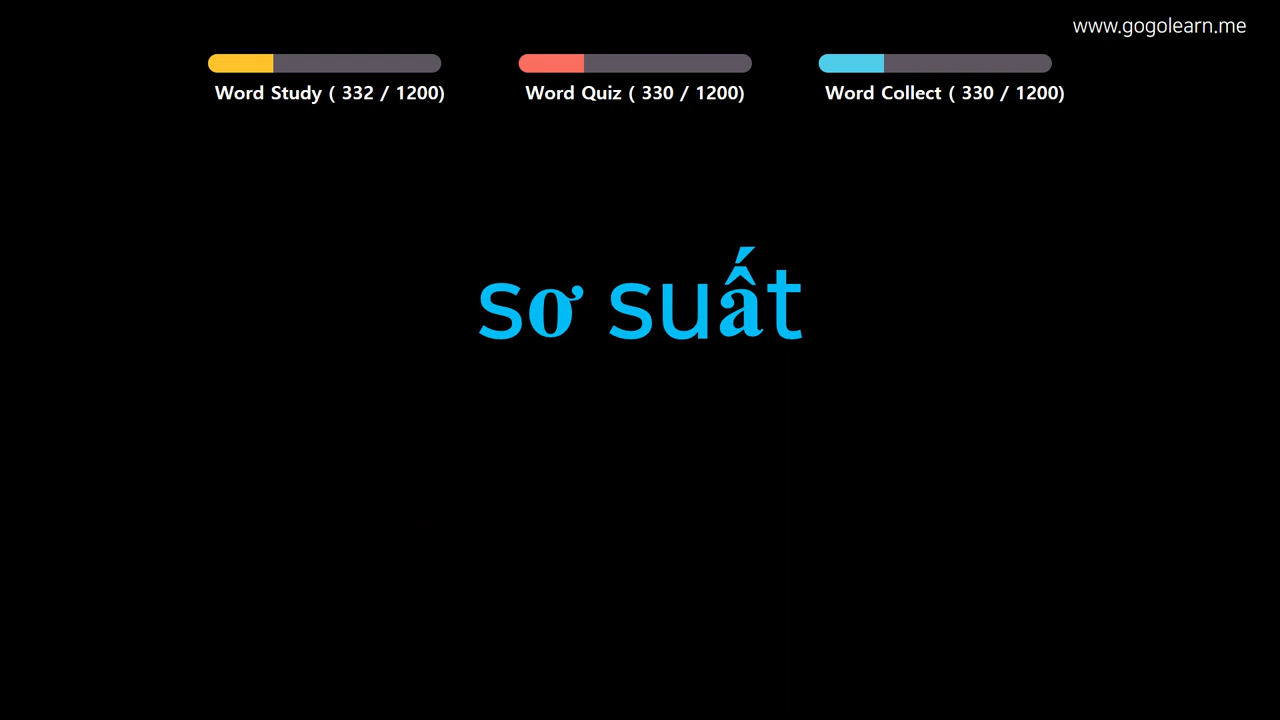 www.gogolearn.me
Word Study ( 332 / 1200)
Word Quiz ( 330 / 1200)
Word Collect ( 330 / 1200)
sơ suất